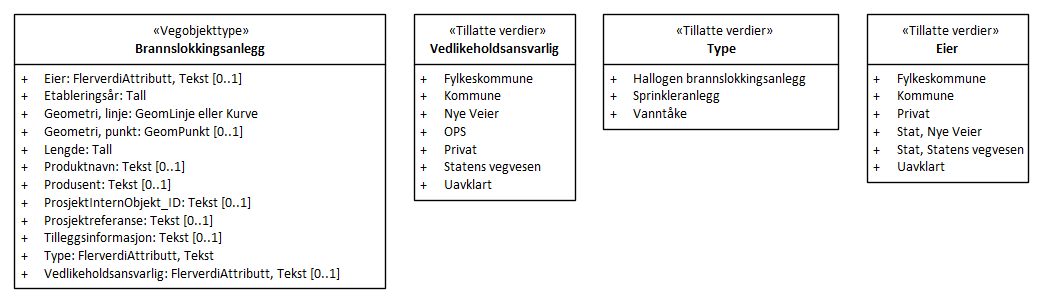 «Vegobjekttype»
Brannslokkingsanlegg
+ Eier: FlerverdiAttributt, Tekst [0..1]
+ Etableringsår: Tall
+ Geometri, linje: GeomLinje eller Kurve
+ Geometri, punkt: GeomPunkt [0..1]
+ Lengde: Tall
+ Produktnavn: Tekst [0..1]
+ Produsent: Tekst [0..1]
+ ProsjektInternObjekt_ID: Tekst [0..1]
+ Prosjektreferanse: Tekst [0..1]
+ Tilleggsinformasjon: Tekst [0..1]
+ Type: FlerverdiAttributt, Tekst
+ Vedlikeholdsansvarlig: FlerverdiAttributt, Tekst [0..1]
«Tillatte verdier»
Vedlikeholdsansvarlig
+ Fylkeskommune
+ Kommune
+ Nye Veier
+ OPS
+ Privat
+ Statens vegvesen
+ Uavklart
«Tillatte verdier»
Type
+ Hallogen brannslokkingsanlegg
+ Sprinkleranlegg
+ Vanntåke
«Tillatte verdier»
Eier
+ Fylkeskommune
+ Kommune
+ Privat
+ Stat, Nye Veier
+ Stat, Statens vegvesen
+ Uavklart